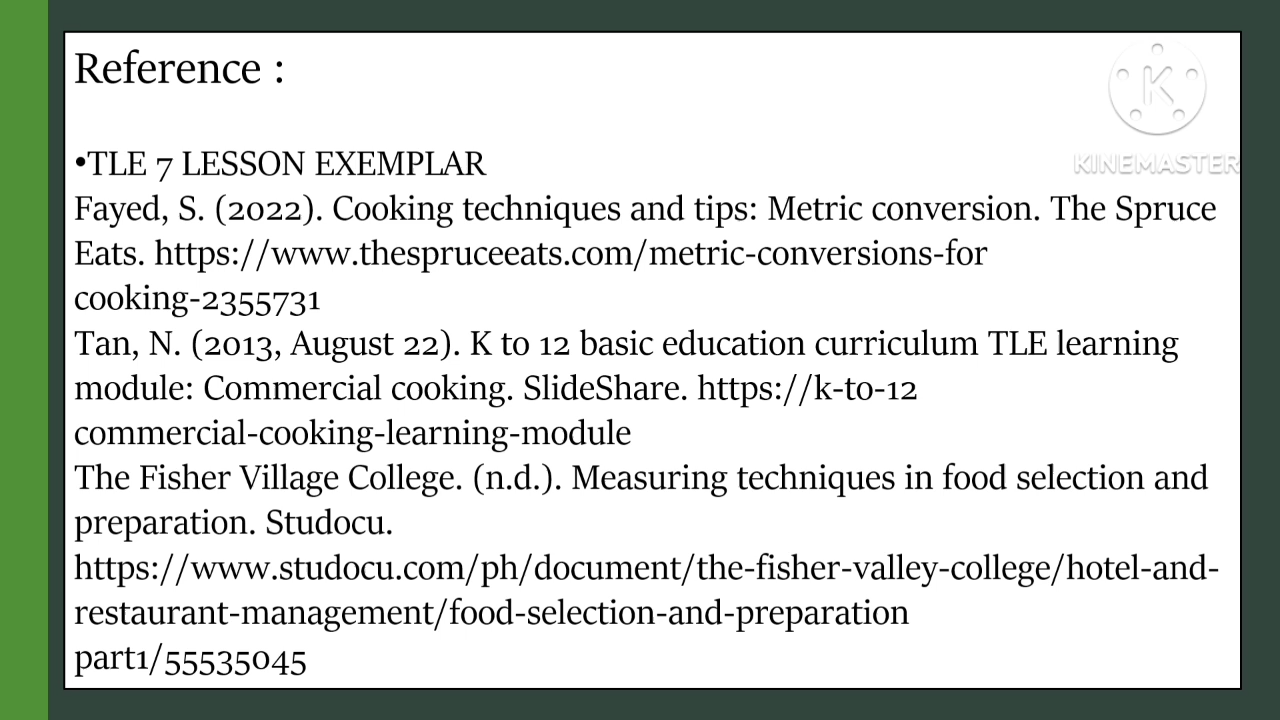 Reference :
•TLE 7 LESSON EXEMPLAR
Fayed, S. (2022). Cooking techniques and tips: Metric conversion. The Spruce
Eats. https://www.thespruceeats.com/metric-conversions-for
cooking-2355731
Tan, N. (2013, August 22). K to 12 basic education curriculum TLE learning
module: Commercial cooking. SlideShare. https://k-to-12
commercial-cooking-learning-module
The Fisher Village College. (n.d.). Measuring techniques in food selection and
preparation. Studocu.
https://www.studocu.com/ph/document/the-fisher-valley-college/hotel-and-
restaurant-management/food-selection-and-preparation
part1/55535045
K
KINEMASTER